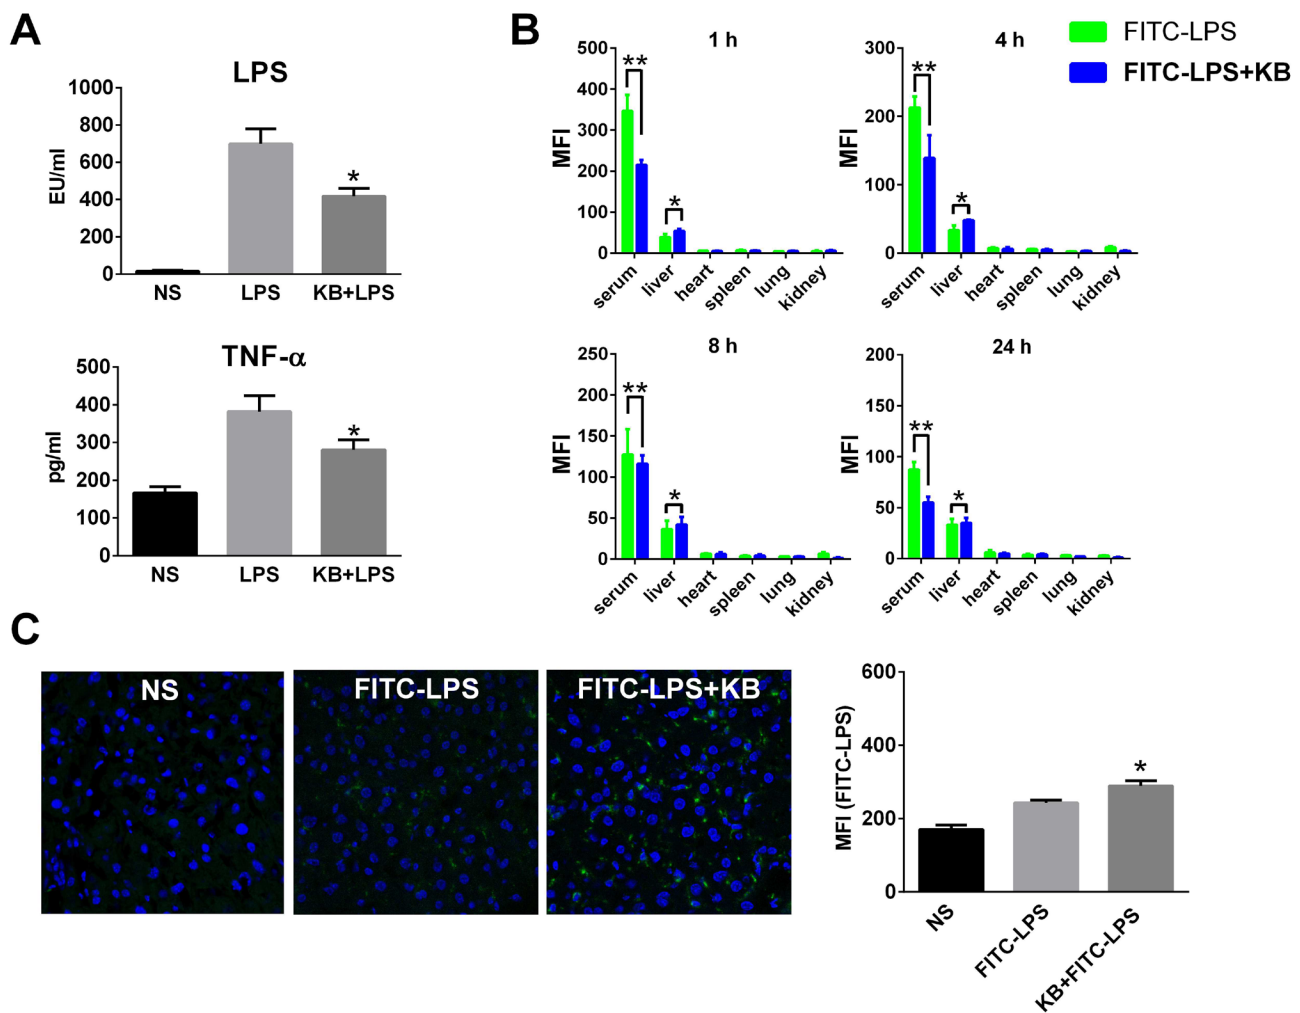 A
LPS
1000
800
600
400
200
0
EU/ml
*
NS LPS KB+LPS
TNF-α
500
400
300
200
100
0
pg/ml
*
NS LPS KB+LPS
B
FITC-LPS
FITC-LPS+KB
1 h
500
400
300
200
100
0
MFI
**
*
serum liver heart spleen lung kidney
4 h
300
200
100
0
MFI
**
*
serum liver heart spleen lung kidney
8 h
250
200
150
100
50
0
MFI
**
*
serum liver heart spleen lung kidney
24 h
200
150
100
50
0
MFI
**
*
serum liver heart spleen lung kidney
C
NS
FITC-LPS
FITC-LPS+KB
600
400
200
0
MFI (FITC-LPS)
*
NS
FITC-LPS
KB+FITC-LPS